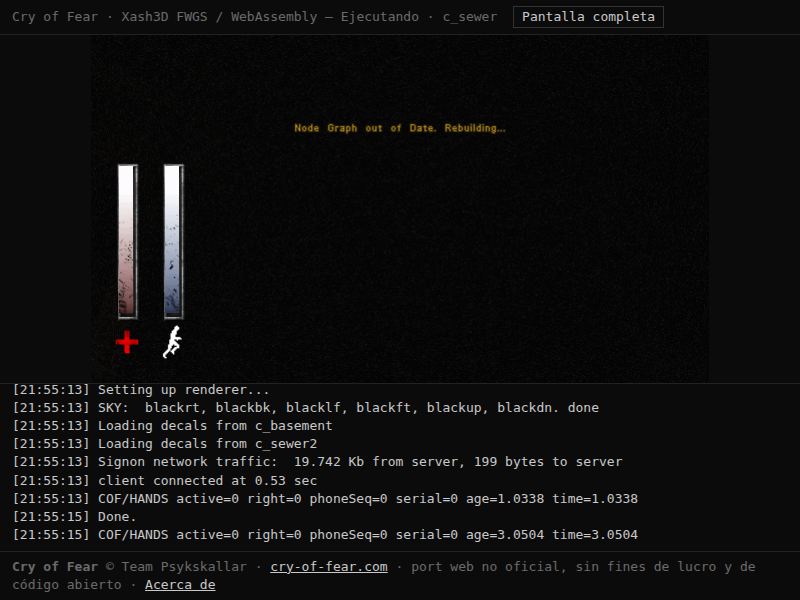 Cry of Fear · Xash3D FWGS / WebAssembly — Ejecutando · c_sewer Pantalla completa
Node Graph out of Date. Rebuilding...
[21:55:13] Setting up renderer...
[21:55:13] SKY:  blackrt, blackbk, blacklf, blackft, blackup, blackdn. done
[21:55:13] Loading decals from c_basement
[21:55:13] Loading decals from c_sewer2
[21:55:13] Signon network traffic:  19.742 Kb from server, 199 bytes to server
[21:55:13] client connected at 0.53 sec
[21:55:13] COF/HANDS active=0 right=0 phoneSeq=0 serial=0 age=1.0338 time=1.0338
[21:55:15] Done.
[21:55:15] COF/HANDS active=0 right=0 phoneSeq=0 serial=0 age=3.0504 time=3.0504
Cry of Fear © Team Psykskallar · cry-of-fear.com · port web no oficial, sin fines de lucro y de
código abierto · Acerca de